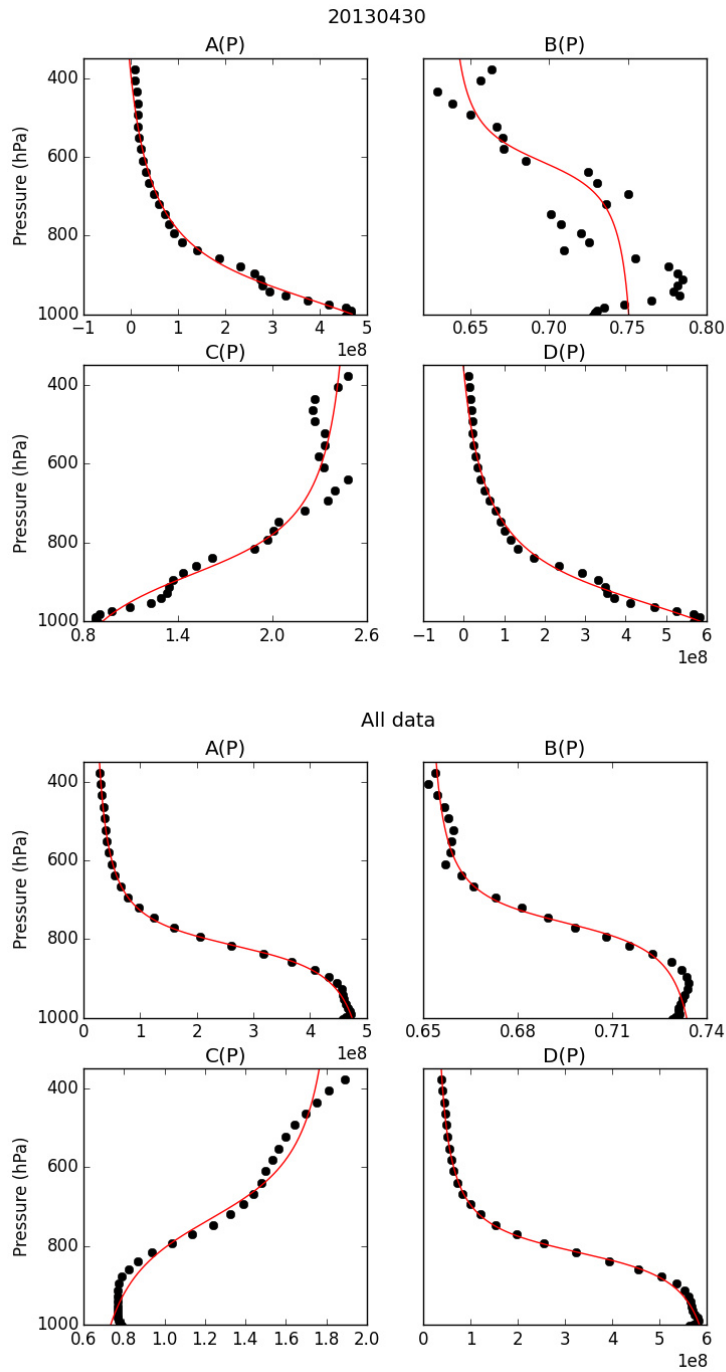 20130430
A(P)
B(P)
Pressure (hPa)
400
600
800
1000
−1 0 1 2 3 4 5
1e8
0.65 0.70 0.75 0.80
C(P)
D(P)
Pressure (hPa)
400
600
800
1000
0.8 1.4 2.0 2.6
−1 0 1 2 3 4 5 6
1e8
All data
A(P)
B(P)
Pressure (hPa)
400
600
800
1000
0 1 2 3 4 5
1e8
0.65 0.68 0.71 0.74
C(P)
D(P)
Pressure (hPa)
400
600
800
1000
0.6 0.8 1.0 1.2 1.4 1.6 1.8 2.0
0 1 2 3 4 5 6
1e8